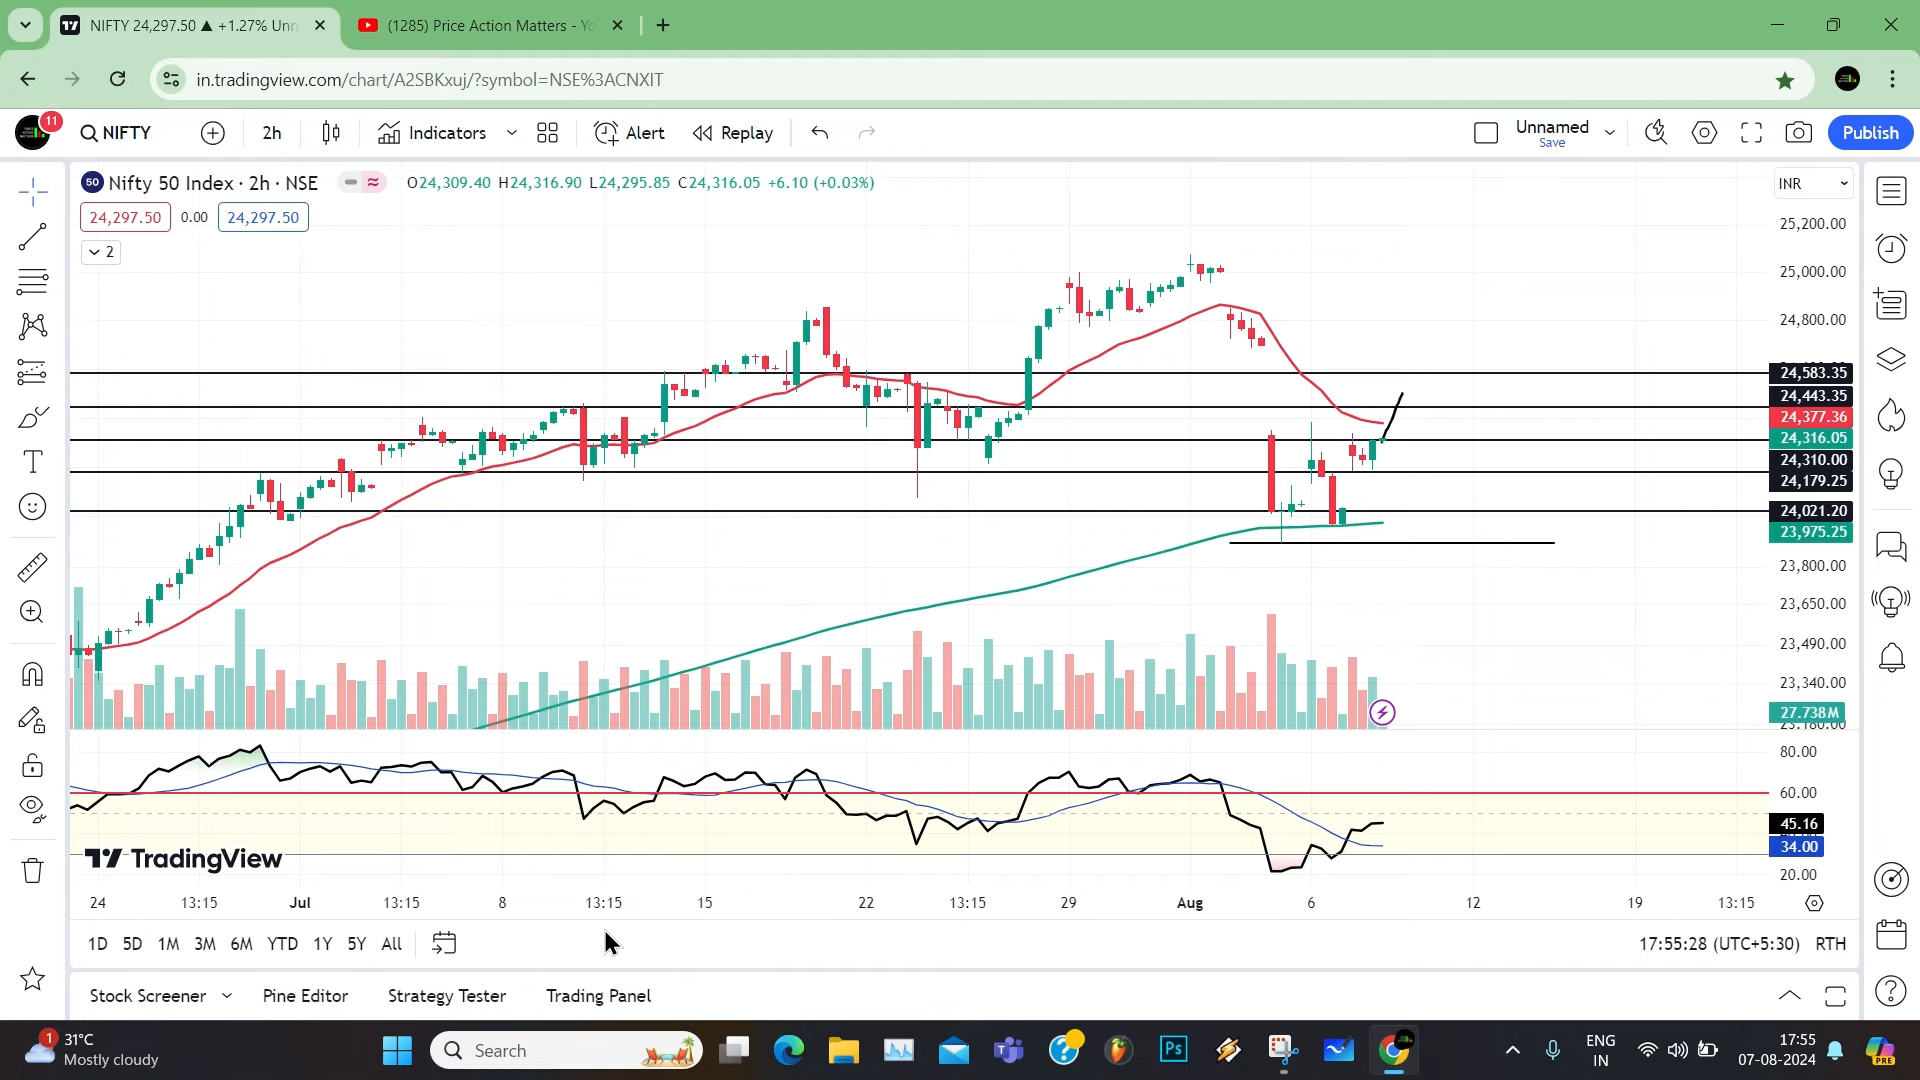 NIFTY 24,297.50 ▲ +1.27% Unn
(1285) Price Action Matters - Yo
in.tradingview.com/chart/A2SBKxuj/?symbol=NSE%3ACNXIT
11
NIFTY
2h
Indicators
Alert
Replay
Unnamed
Save
Publish
50 Nifty 50 Index · 2h · NSE
O24,309.40 H24,316.90 L24,295.85 C24,316.05 +6.10 (+0.03%)
INR
24,297.50 0.00 24,297.50
2
25,200.00
25,000.00
24,800.00
24,583.35
24,443.35
24,377.36
24,316.05
24,310.00
24,179.25
24,021.20
23,975.25
23,800.00
23,650.00
23,490.00
23,340.00
27.738M
23,180.00
80.00
60.00
45.16
34.00
20.00
TradingView
24 13:15 Jul 13:15 8 13:15 15 22 13:15 29 Aug 6 12 19 13:15
1D 5D 1M 3M 6M YTD 1Y 5Y All
17:55:28 (UTC+5:30) RTH
Stock Screener Pine Editor Strategy Tester Trading Panel
1
31°C
Mostly cloudy
Search
Ps
PRE
ENG
IN
17:55
07-08-2024